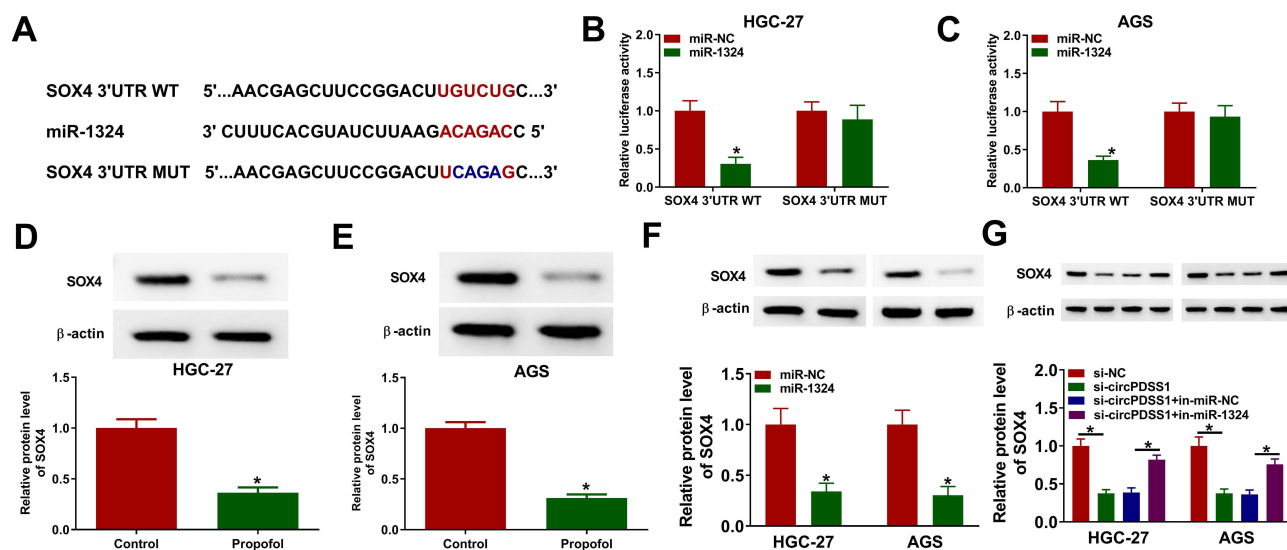 A
SOX4 3'UTR WT 5'...AACGAGCUUCCGGACUUGUCUGC...3'
miR-1324 3' CUUUCACGUAUCUUAAGACAGACC 5'
SOX4 3'UTR MUT 5'...AACGAGCUUCCGGACUUCAGAGC...3'
B
HGC-27
miR-NC
miR-1324
Relative luciferase activity
2.0
1.5
1.0
0.5
0.0
*
SOX4 3'UTR WT SOX4 3'UTR MUT
C
AGS
miR-NC
miR-1324
Relative luciferase activity
2.0
1.5
1.0
0.5
0.0
*
SOX4 3'UTR WT SOX4 3'UTR MUT
D
SOX4
β-actin
HGC-27
Relative protein level
of SOX4
1.5
1.0
0.5
0.0
*
Control Propofol
E
SOX4
β-actin
AGS
Relative protein level
of SOX4
1.5
1.0
0.5
0.0
*
Control Propofol
F
SOX4
β-actin
miR-NC
miR-1324
Relative protein level
of SOX4
1.5
1.0
0.5
0.0
* *
HGC-27 AGS
G
SOX4
β-actin
si-NC
si-circPDSS1
si-circPDSS1+in-miR-NC
si-circPDSS1+in-miR-1324
Relative protein level
of SOX4
2.0
1.5
1.0
0.5
0.0
* * * *
HGC-27 AGS